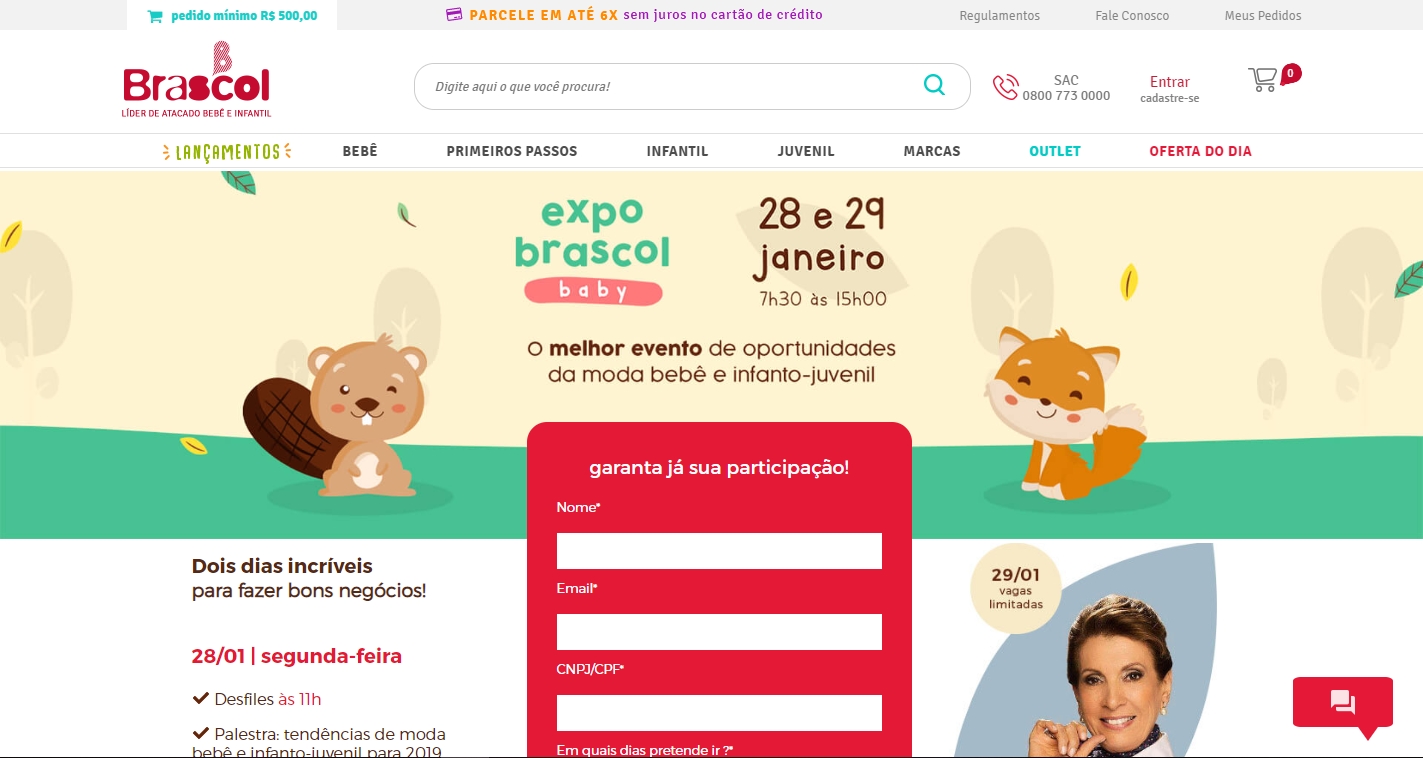 pedido mínimo R$ 500,00
PARCELE EM ATÉ 6X sem juros no cartão de crédito
Regulamentos
Fale Conosco
Meus Pedidos
Brascol
LÍDER DE ATACADO BEBÊ E INFANTIL
Digite aqui o que você procura!
SAC
0800 773 0000
Entrar
cadastre-se
0
LANÇAMENTOS
BEBÊ
PRIMEIROS PASSOS
INFANTIL
JUVENIL
MARCAS
OUTLET
OFERTA DO DIA
expo
brascol
baby
28 e 29
janeiro
7h30 às 15h00
O melhor evento de oportunidades
da moda bebê e infanto-juvenil
garanta já sua participação!
Nome*
Email*
CNPJ/CPF*
Em quais dias pretende ir ?*
Dois dias incríveis
para fazer bons negócios!
28/01 | segunda-feira
Desfiles às 11h
Palestra: tendências de moda
bebê e infanto-juvenil para 2019
29/01
vagas
limitadas